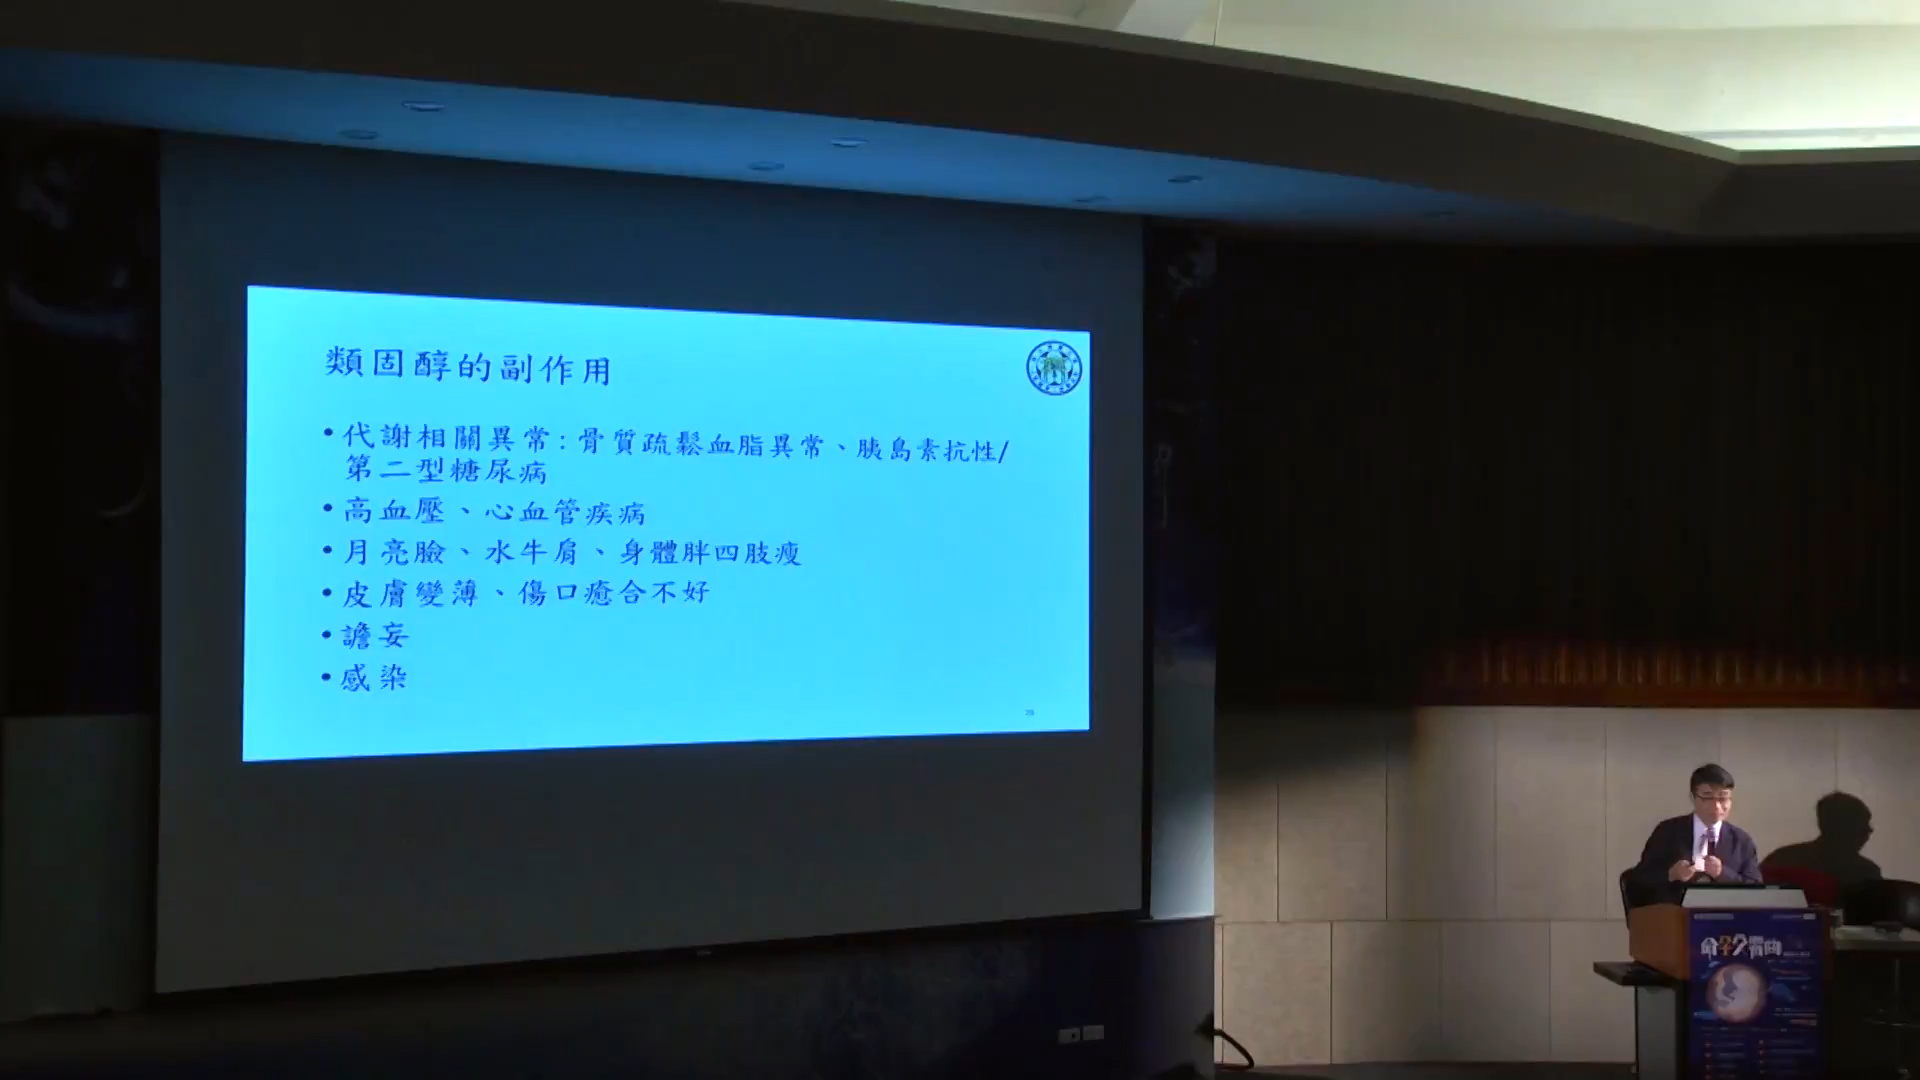 類固醇的副作用
•代謝相關異常:骨質疏鬆血脂異常、胰島素抗性/
第二型糖尿病
•高血壓、心血管疾病
•月亮臉、水牛肩、身體胖四肢瘦
•皮膚變薄、傷口癒合不好
•譫妄
•感染